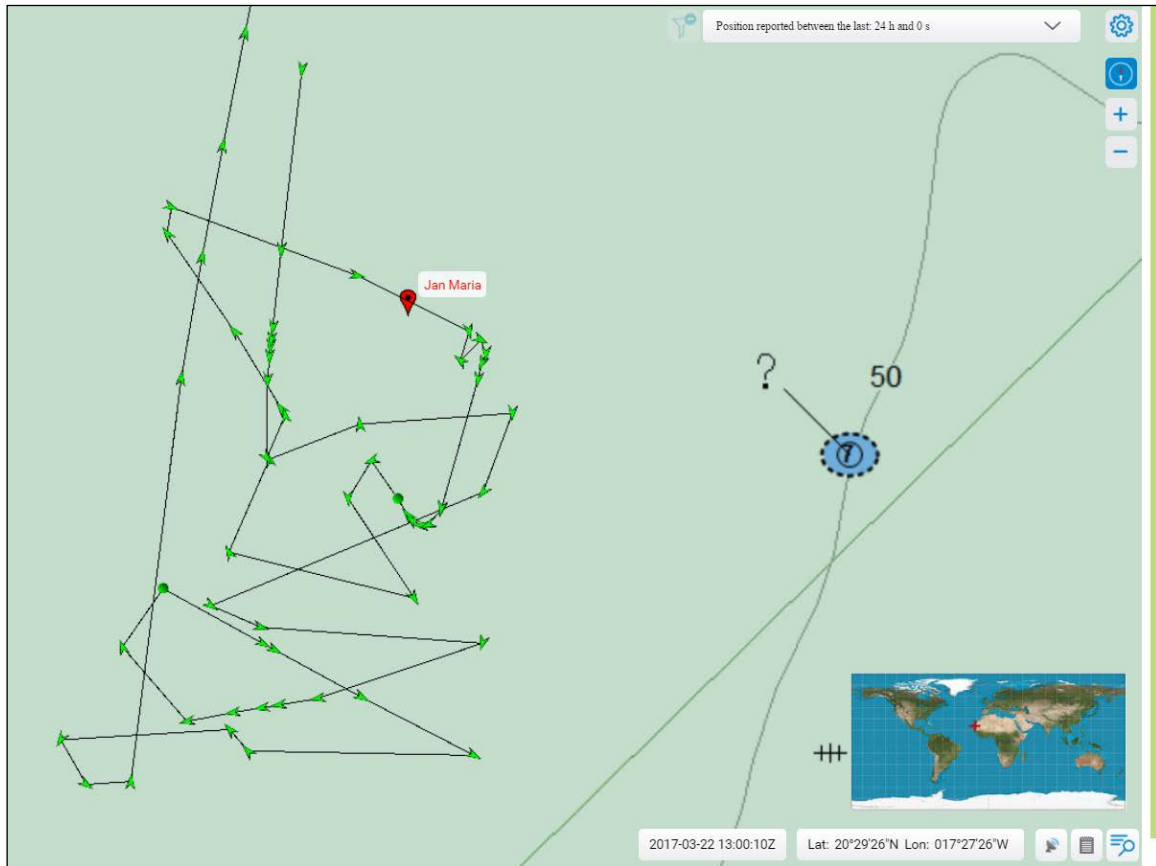 Position reported between the last: 24 h and 0 s
Jan Maria
?
50
7
2017-03-22 13:00:10Z
Lat: 20°29'26"N Lon: 017°27'26"W